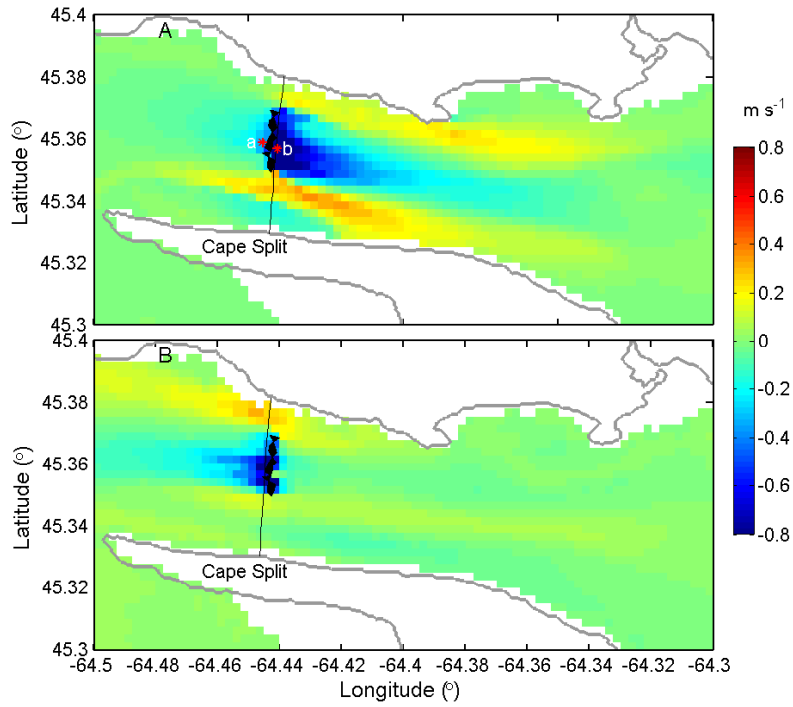 45.4
A
45.38
45.36
45.34
45.32
45.3
Latitude (°)
a
b
Cape Split
45.4
B
45.38
45.36
45.34
45.32
45.3
Latitude (°)
Cape Split
-64.5 -64.48 -64.46 -64.44 -64.42 -64.4 -64.38 -64.36 -64.34 -64.32 -64.3
Longitude (°)
m s⁻¹
0.8
0.6
0.4
0.2
0
-0.2
-0.4
-0.6
-0.8